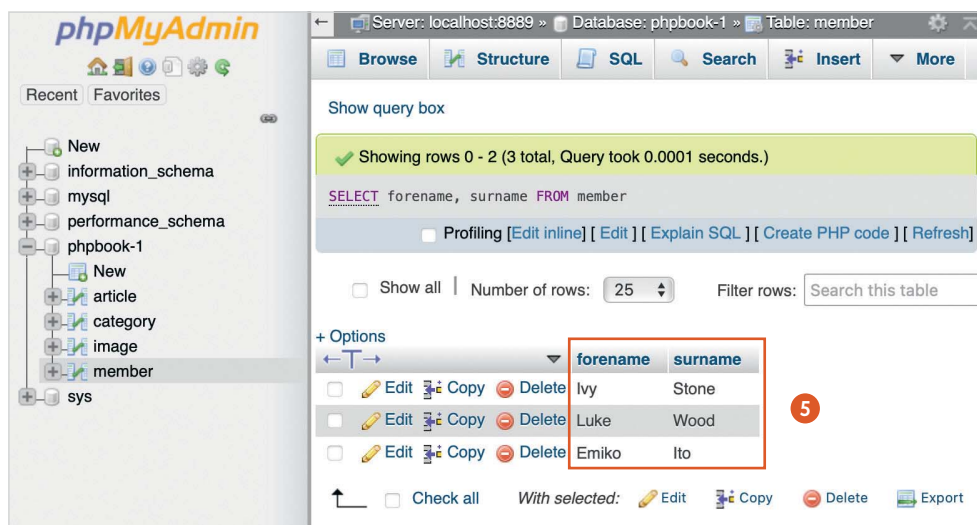 phpMyAdmin
Recent Favorites
New
information_schema
mysql
performance_schema
phpbook-1
New
article
category
image
member
sys
Server: localhost:8889 » Database: phpbook-1 » Table: member
Browse Structure SQL Search Insert More
Show query box
Showing rows 0 - 2 (3 total, Query took 0.0001 seconds.)
SELECT forename, surname FROM member
Profiling [Edit inline] [ Edit ] [ Explain SQL ] [ Create PHP code ] [ Refresh]
Show all | Number of rows: 25 Filter rows: Search this table
+ Options
←T→ forename surname
Edit Copy Delete Ivy Stone
Edit Copy Delete Luke Wood
Edit Copy Delete Emiko Ito
5
Check all With selected: Edit Copy Delete Export